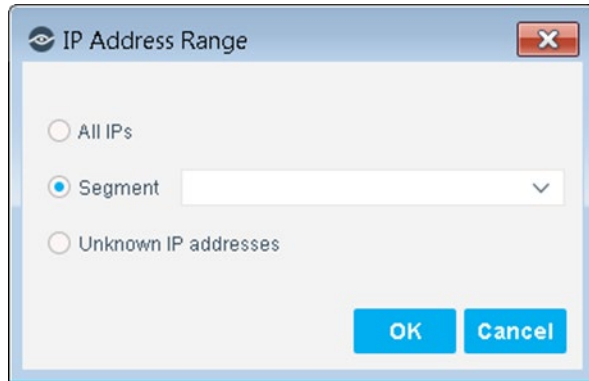 IP Address Range
All IPs
Segment
Unknown IP addresses
OK Cancel